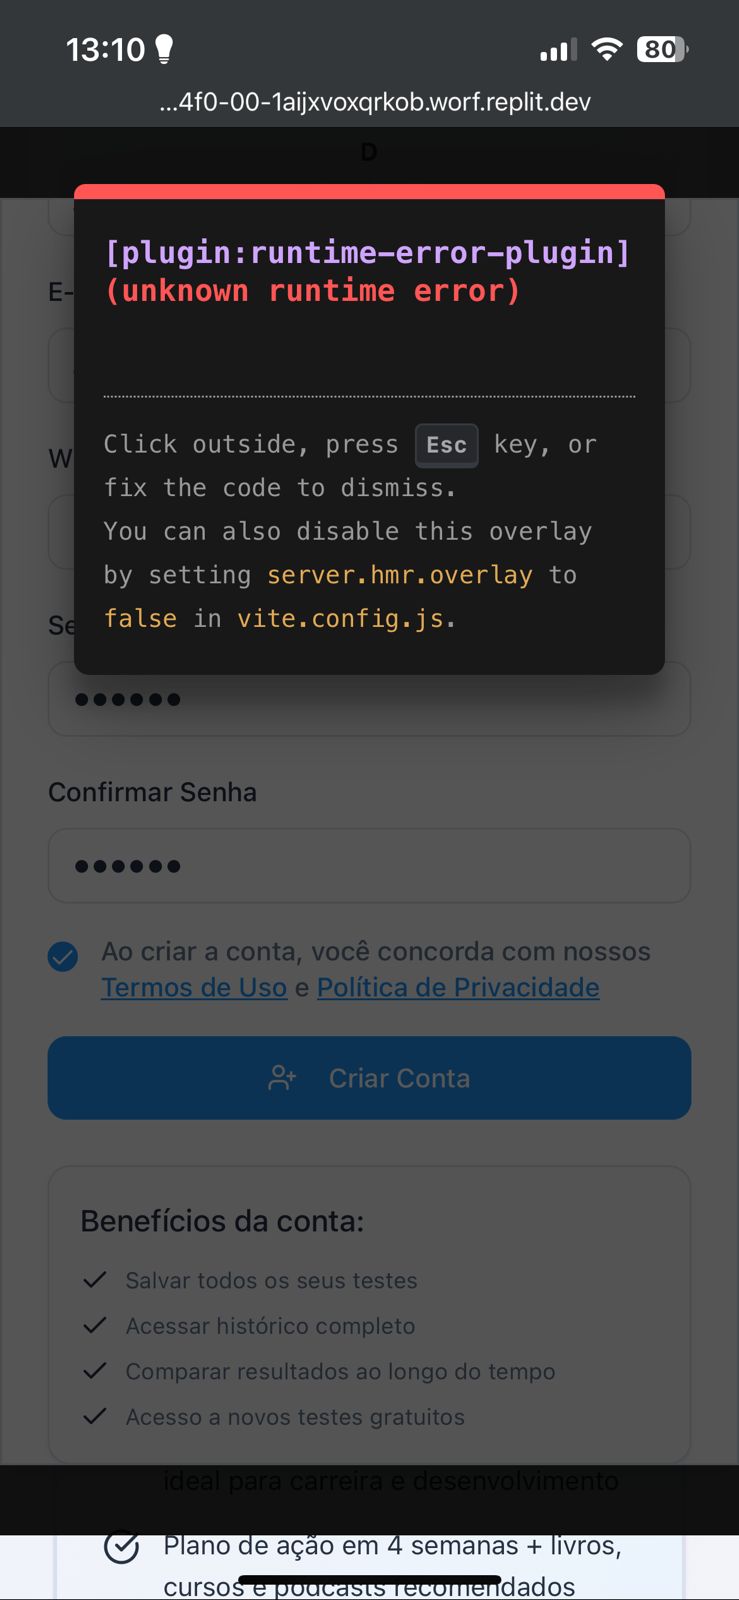 13:10
80
...4f0-00-1aijxvoxqrkob.worf.replit.dev
D
[plugin:runtime-error-plugin]
(unknown runtime error)
E-
Click outside, press Esc key, or
fix the code to dismiss.
You can also disable this overlay
by setting server.hmr.overlay to
false in vite.config.js.
W
Se
••••••
Confirmar Senha
••••••
Ao criar a conta, você concorda com nossos
Termos de Uso e Política de Privacidade
Criar Conta
Benefícios da conta:
Salvar todos os seus testes
Acessar histórico completo
Comparar resultados ao longo do tempo
Acesso a novos testes gratuitos
ideal para carreira e desenvolvimento
Plano de ação em 4 semanas + livros,
cursos e podcasts recomendados